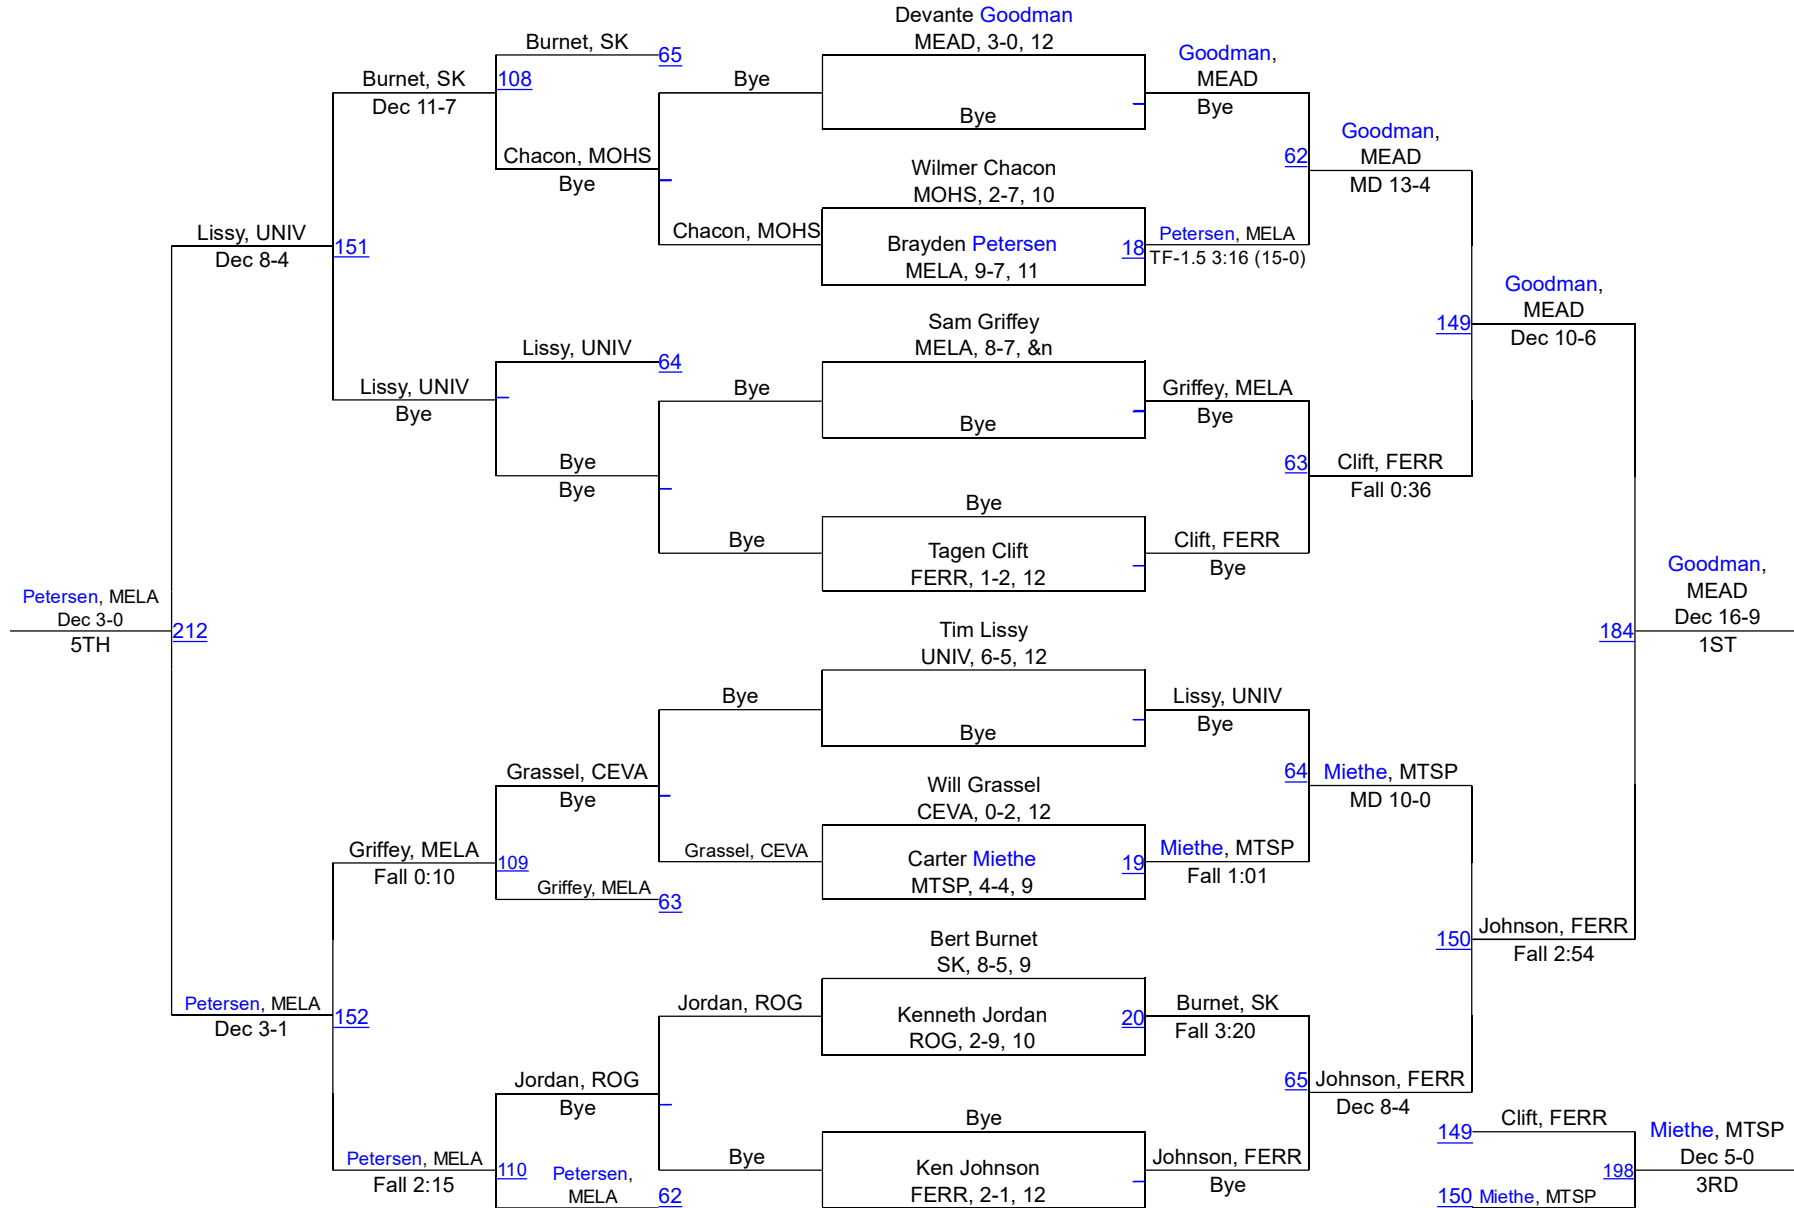 Devante Goodman
MEAD, 3-0, 12
Burnet, SK
65
Goodman,
MEAD
Bye
Burnet, SK
108
Bye
Dec 11-7
Bye
Goodman,
MEAD
MD 13-4
Chacon, MOHS
Bye
Wilmer Chacon
MOHS, 2-7, 10
62
Chacon, MOHS
Brayden Petersen
MELA, 9-7, 11
18
Petersen, MELA
TF-1.5 3:16 (15-0)
Lissy, UNIV
Dec 8-4
151
Goodman,
MEAD
Dec 10-6
149
Sam Griffey
MELA, 8-7, &n
Lissy, UNIV
64
Lissy, UNIV
Bye
Bye
Bye
Griffey, MELA
Bye
Bye
Bye
63
Clift, FERR
Fall 0:36
Bye
Bye
Tagen Clift
FERR, 1-2, 12
Clift, FERR
Bye
Petersen, MELA
Dec 3-0
5TH
212
Goodman,
MEAD
Dec 16-9
1ST
184
Tim Lissy
UNIV, 6-5, 12
Bye
Bye
Lissy, UNIV
Bye
Grassel, CEVA
Bye
Will Grassel
CEVA, 0-2, 12
64
Miethe, MTSP
MD 10-0
Griffey, MELA
Fall 0:10
109
Griffey, MELA
63
Grassel, CEVA
Carter Miethe
MTSP, 4-4, 9
19
Miethe, MTSP
Fall 1:01
Bert Burnet
SK, 8-5, 9
150
Johnson, FERR
Fall 2:54
Petersen, MELA
Dec 3-1
152
Jordan, ROG
Kenneth Jordan
ROG, 2-9, 10
20
Burnet, SK
Fall 3:20
Jordan, ROG
Bye
65
Johnson, FERR
Dec 8-4
Bye
Bye
Ken Johnson
FERR, 2-1, 12
Johnson, FERR
Bye
Petersen, MELA
Fall 2:15
110
Petersen,
MELA
62
149
Clift, FERR
150
Miethe, MTSP
198
Miethe, MTSP
Dec 5-0
3RD